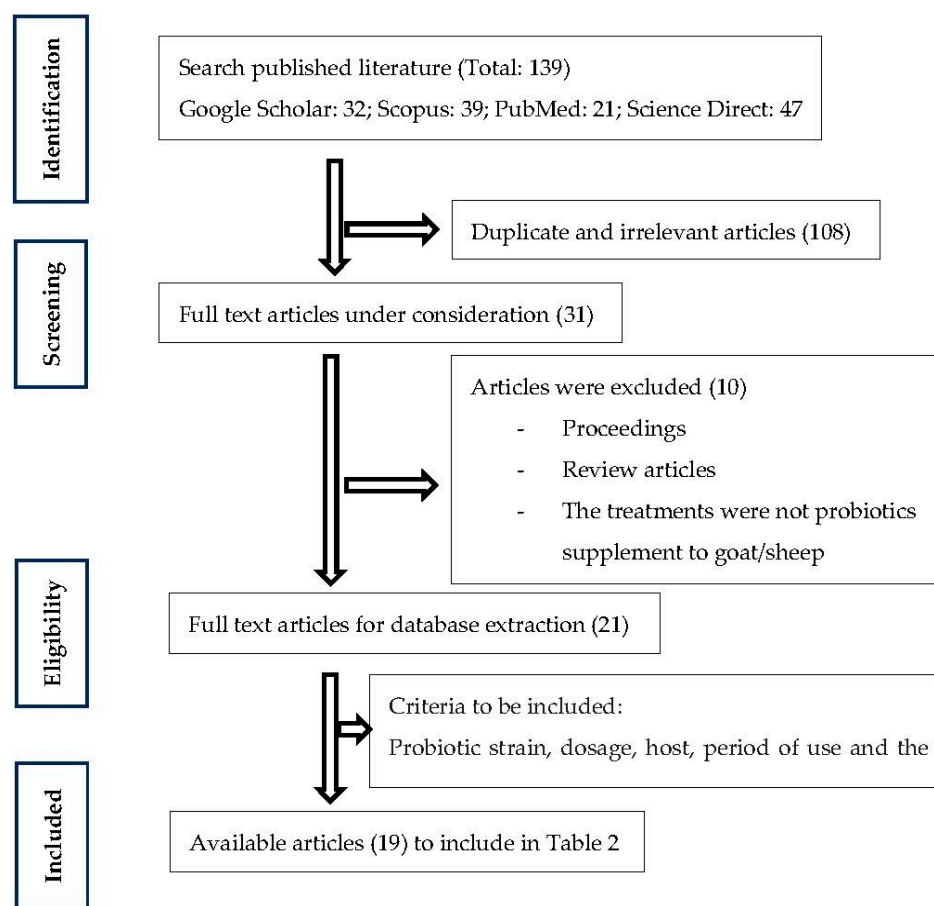 Identification
Search published literature (Total: 139)
Google Scholar: 32; Scopus: 39; PubMed: 21; Science Direct: 47
Duplicate and irrelevant articles (108)
Screening
Full text articles under consideration (31)
Articles were excluded (10)
- Proceedings
- Review articles
- The treatments were not probiotics
supplement to goat/sheep
Eligibility
Full text articles for database extraction (21)
Criteria to be included:
Probiotic strain, dosage, host, period of use and the
Included
Available articles (19) to include in Table 2